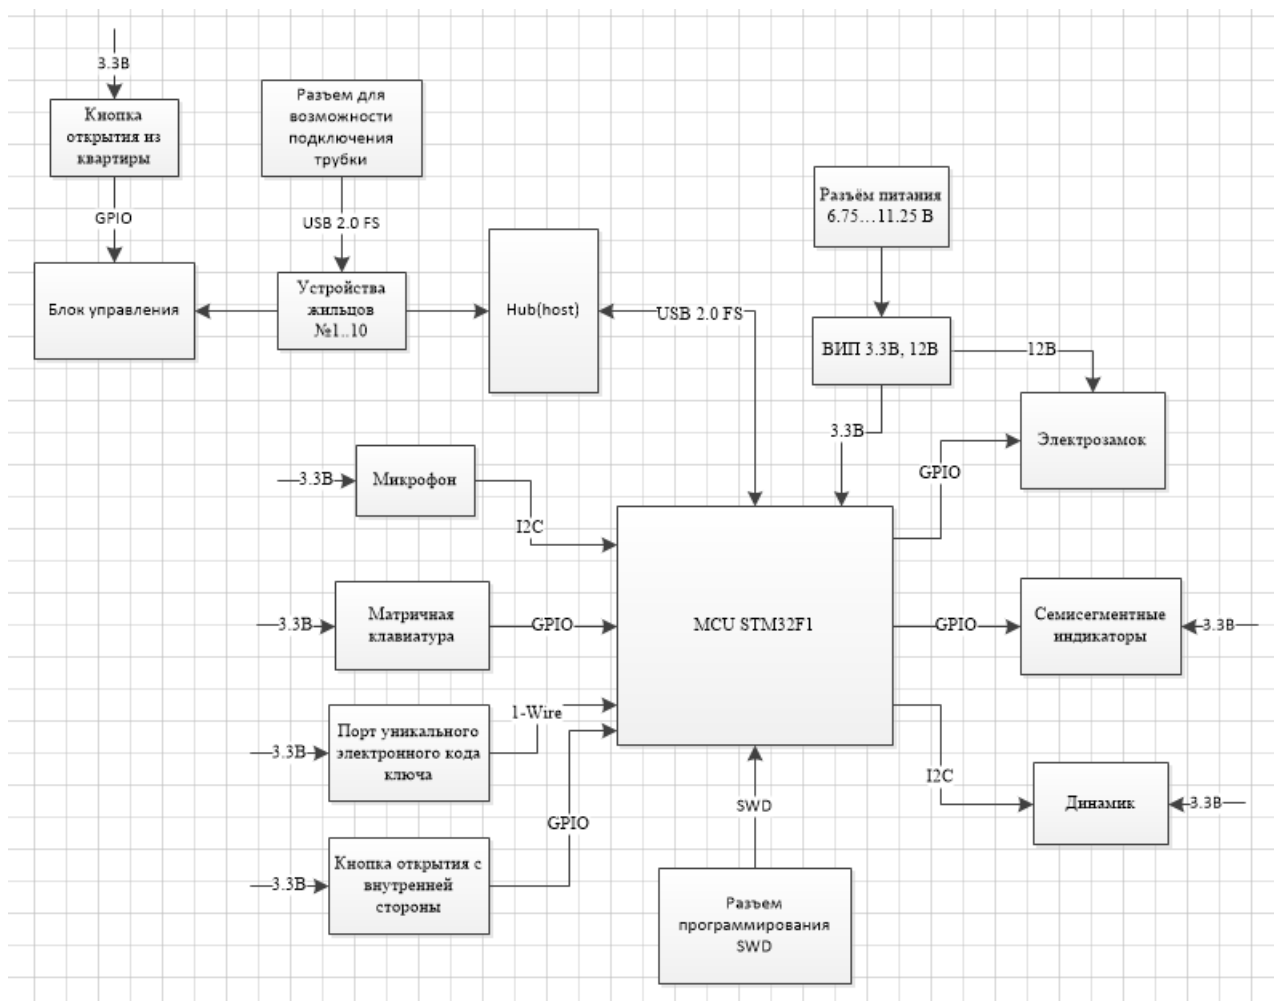 3.3В
Кнопка
открытия из
квартиры
GPIO
Блок управления
Разъем для
возможности
подключения
трубки
USB 2.0 FS
Устройства
жильцов
№1..10
Hub(host)
USB 2.0 FS
Разъём питания
6.75…11.25 В
ВИП 3.3В, 12В
12В
3.3В
Электрозамок
GPIO
3.3В
Микрофон
I2C
3.3В
Матричная
клавиатура
GPIO
MCU STM32F1
GPIO
Семисегментные
индикаторы
3.3В
3.3В
Порт уникального
электронного кода
ключа
1-Wire
I2C
Динамик
3.3В
3.3В
Кнопка открытия с
внутренней
стороны
GPIO
SWD
Разъем
программирования
SWD